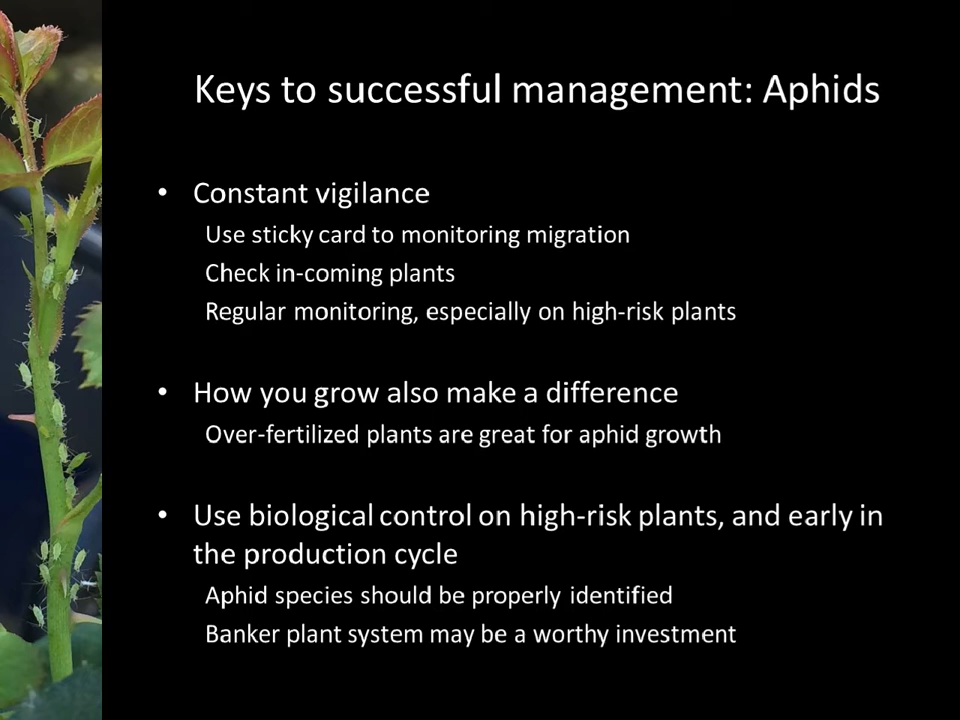 Keys to successful management: Aphids
• Constant vigilance
Use sticky card to monitoring migration
Check in-coming plants
Regular monitoring, especially on high-risk plants
• How you grow also make a difference
Over-fertilized plants are great for aphid growth
• Use biological control on high-risk plants, and early in
the production cycle
Aphid species should be properly identified
Banker plant system may be a worthy investment